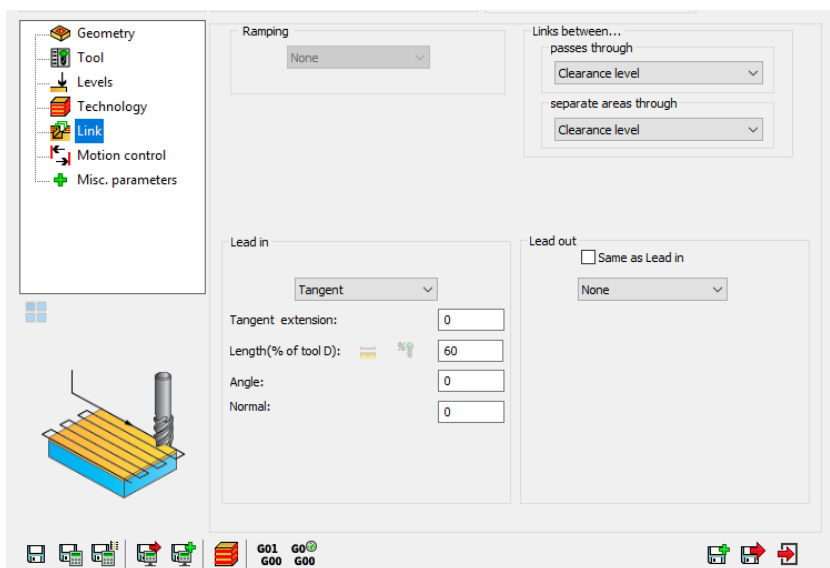 Geometry
Tool
Levels
Technology
Link
Motion control
Misc. parameters
Ramping
None
Links between...
passes through
Clearance level
separate areas through
Clearance level
Lead in
Tangent
Tangent extension:
0
Length(% of tool D):
%
60
Angle:
0
Normal:
0
Lead out
Same as Lead in
None
G01 G00
G00 G00